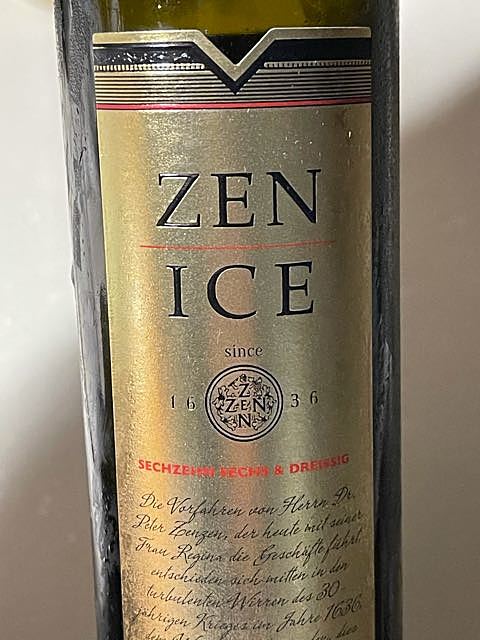 ZEN
ICE
since
16 36
Z
ZEN
N
SECHZEHN SECHS & DREISSIG
Die Vorfahren von Herrn Dr.
Peter Zenzen, der heute mit seiner
Frau Regina die Geschäfte führt,
entschieden sich mitten in den
turbulenten Wirren des 30
jährigen Krieges im Jahre 1636,